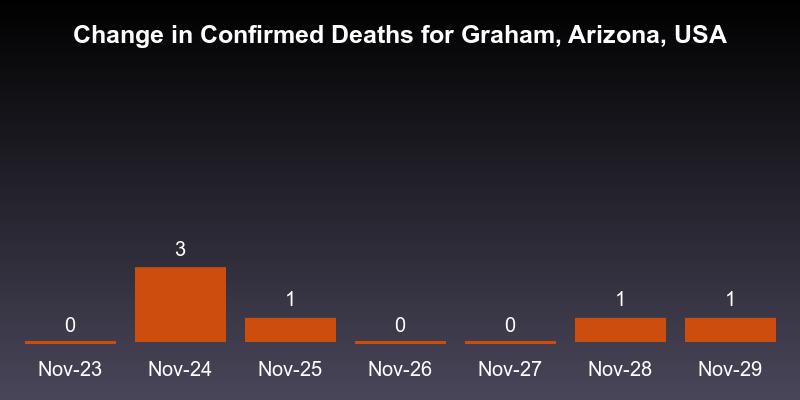 Change in Confirmed Deaths for Graham, Arizona, USA
0
3
1
0
0
1
1
Nov-23
Nov-24
Nov-25
Nov-26
Nov-27
Nov-28
Nov-29